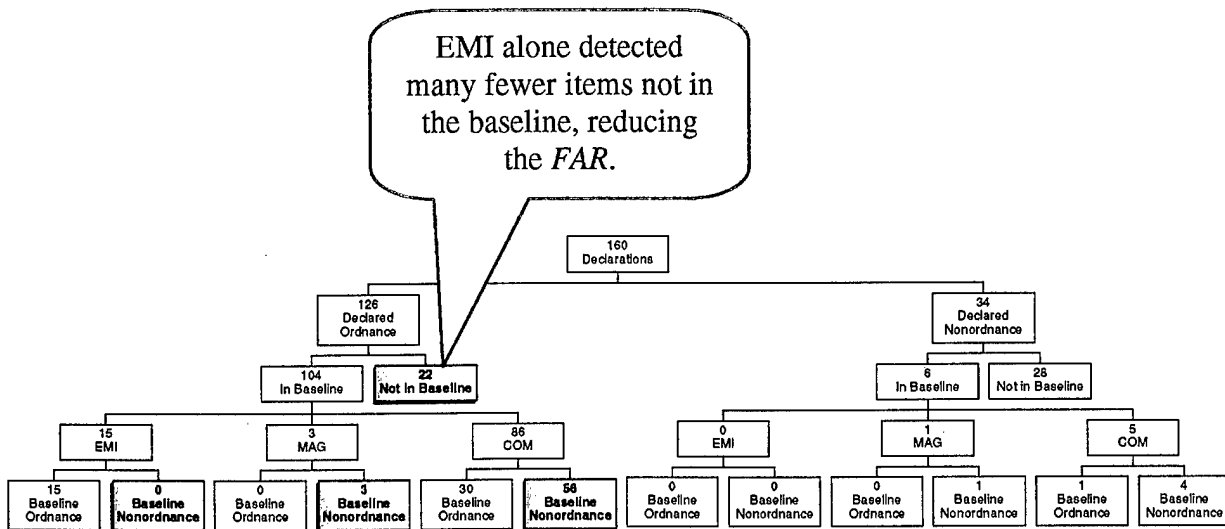 EMI alone detected
many fewer items not in
the baseline, reducing
the FAR.
160
Declarations
126
Declared
Ordnance
34
Declared
Nonordnance
104
In Baseline
22
Not in Baseline
6
In Baseline
28
Not in Baseline
15
EMI
3
MAG
86
COM
0
EMI
1
MAG
5
COM
15
Baseline
Ordnance
0
Baseline
Nonordnance
0
Baseline
Ordnance
3
Baseline
Nonordnance
30
Baseline
Ordnance
56
Baseline
Nonordnance
0
Baseline
Ordnance
0
Baseline
Nonordnance
0
Baseline
Ordnance
1
Baseline
Nonordnance
1
Baseline
Ordnance
4
Baseline
Nonordnance